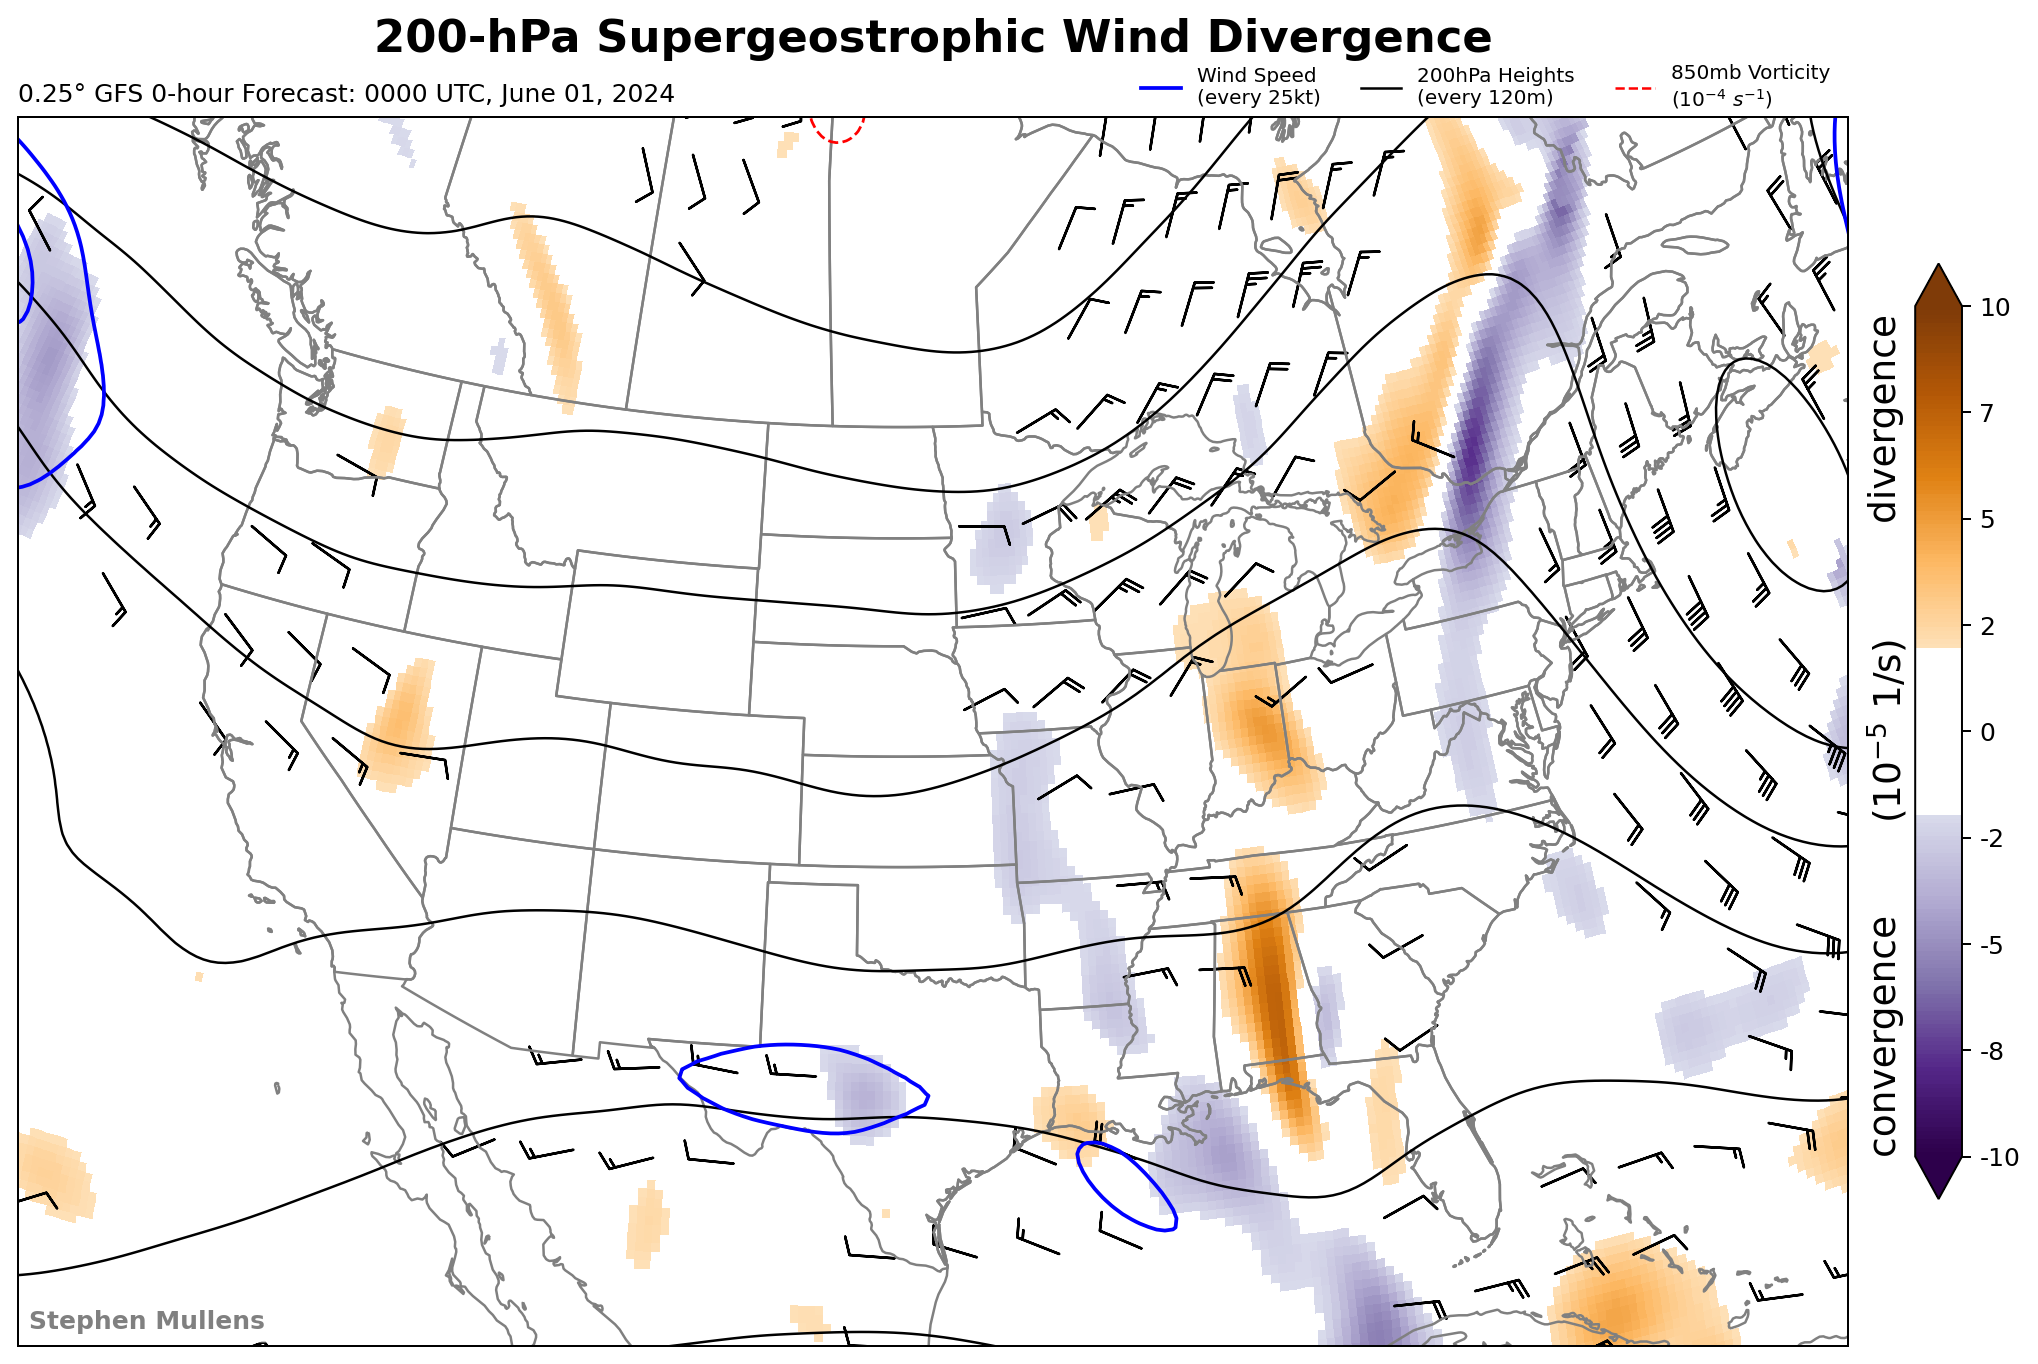 200-hPa Supergeostrophic Wind Divergence
0.25° GFS 0-hour Forecast: 0000 UTC, June 01, 2024
Wind Speed
(every 25kt)
200hPa Heights
(every 120m)
850mb Vorticity
(10⁻⁴ s⁻¹)
10
7
5
2
0
-2
-5
-8
-10
convergence (10⁻⁵ 1/s) divergence
Stephen Mullens